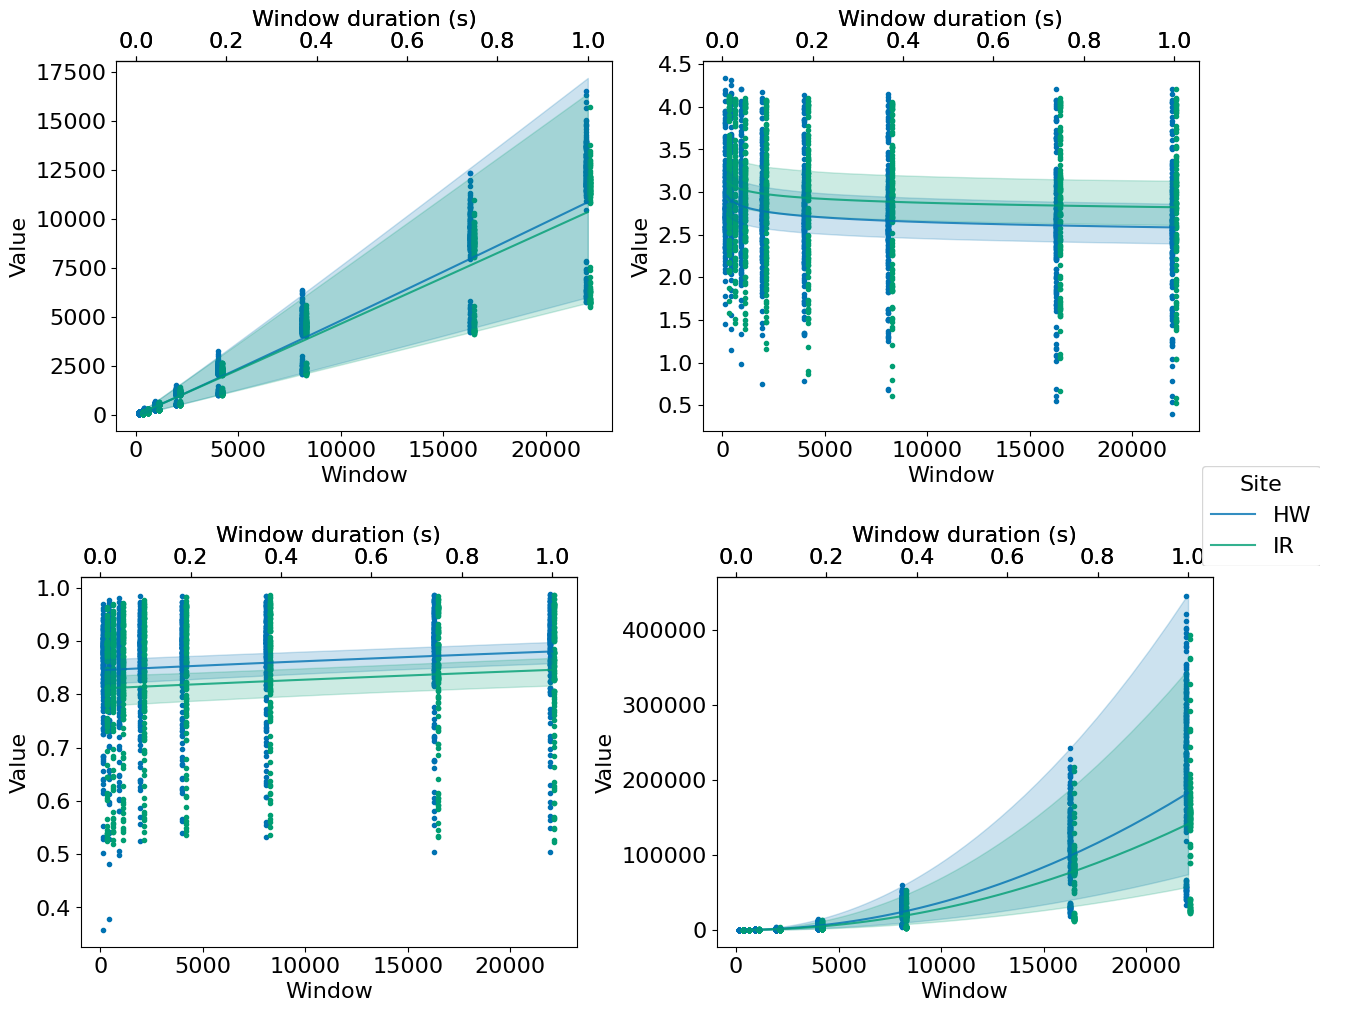 Window duration (s)
0.0 0.2 0.4 0.6 0.8 1.0
17500
15000
12500
10000
7500
5000
2500
0
Value
0 5000 10000 15000 20000
Window
Window duration (s)
0.0 0.2 0.4 0.6 0.8 1.0
4.5
4.0
3.5
3.0
2.5
2.0
1.5
1.0
0.5
Value
0 5000 10000 15000 20000
Window
Site
HW
IR
Window duration (s)
0.0 0.2 0.4 0.6 0.8 1.0
1.0
0.9
0.8
0.7
0.6
0.5
0.4
Value
0 5000 10000 15000 20000
Window
Window duration (s)
0.0 0.2 0.4 0.6 0.8 1.0
400000
300000
200000
100000
0
Value
0 5000 10000 15000 20000
Window